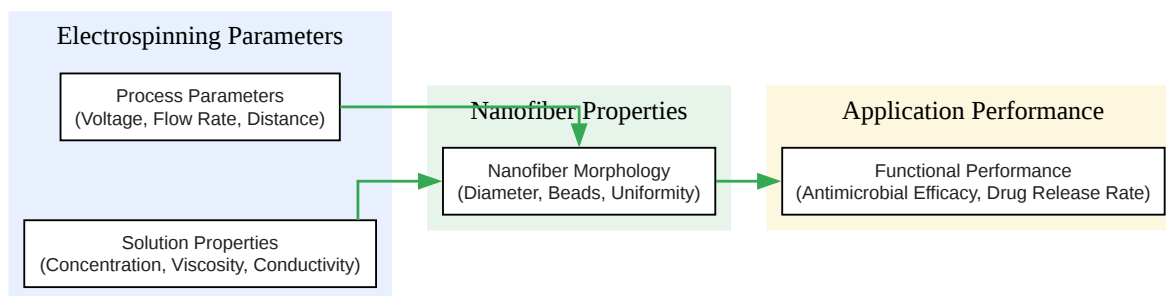 Electrospinning Parameters
Process Parameters
(Voltage, Flow Rate, Distance)
Solution Properties
(Concentration, Viscosity, Conductivity)
Nanofiber Properties
Nanofiber Morphology
(Diameter, Beads, Uniformity)
Application Performance
Functional Performance
(Antimicrobial Efficacy, Drug Release Rate)